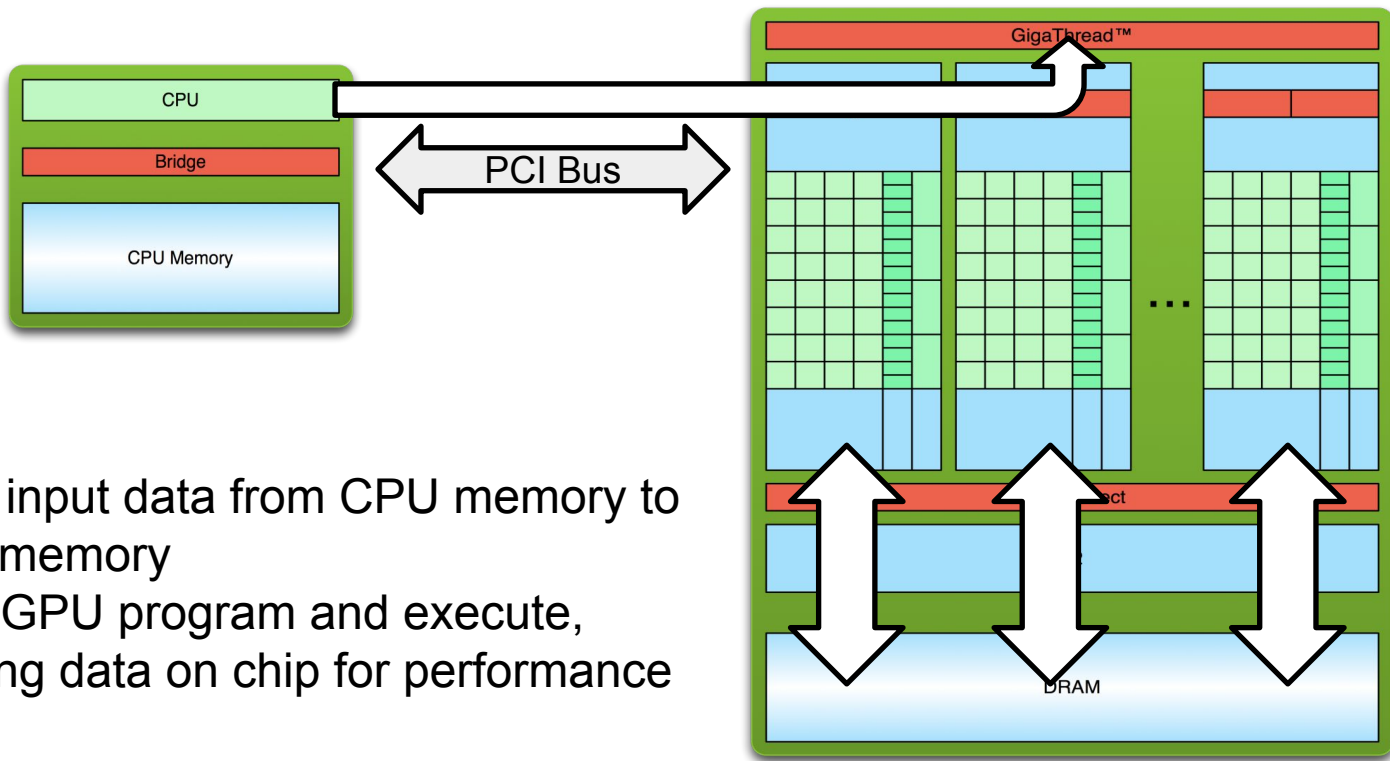 GigaThread™
CPU
Bridge
PCI Bus
CPU Memory
...
input data from CPU memory to
memory
GPU program and execute,
ng data on chip for performance
ect
DRAM